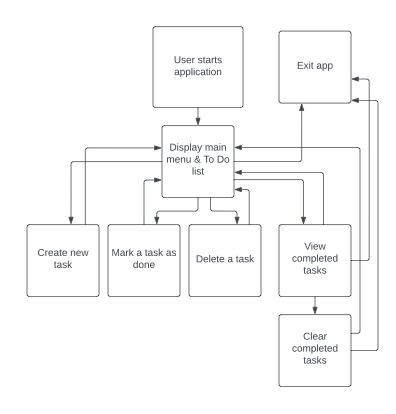 User starts
application
Exit app
Display main
menu & To Do
list
Create new
task
Mark a task as
done
Delete a task
View
completed
tasks
Clear
completed
tasks